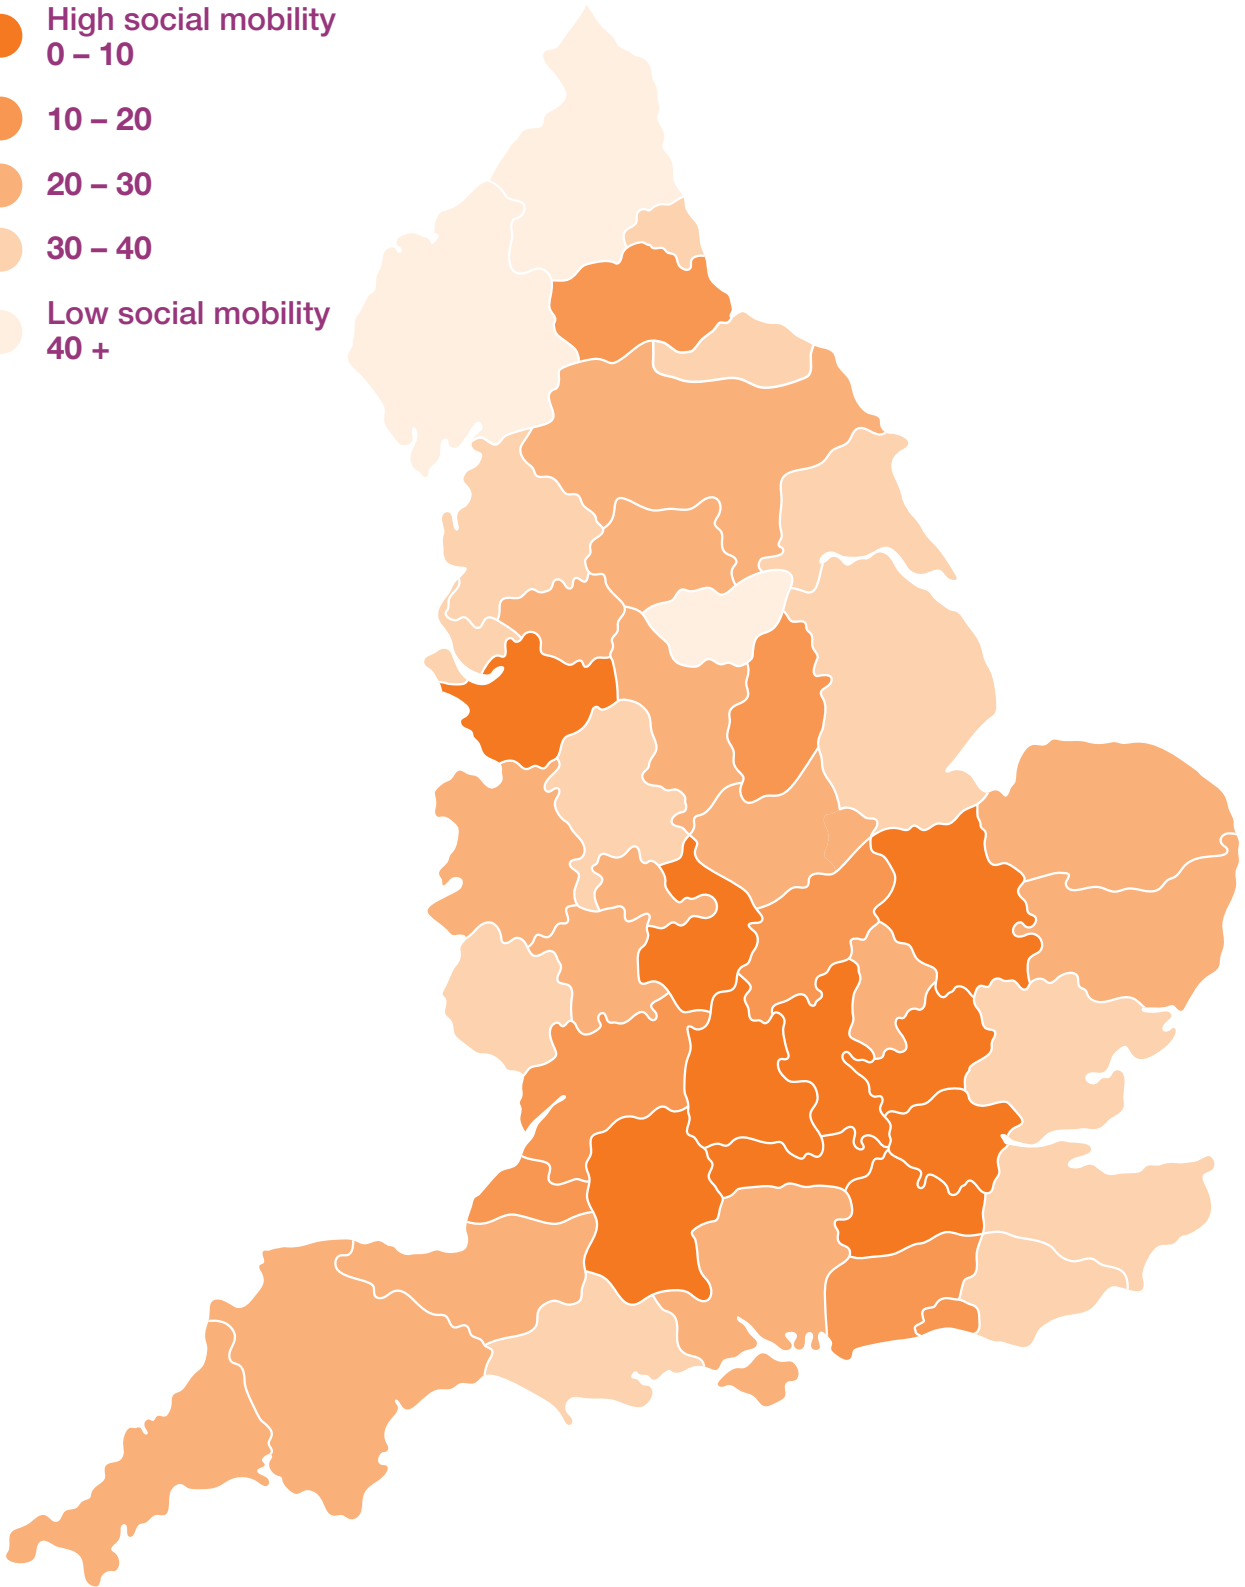 High social mobility
0 – 10
10 – 20
20 – 30
30 – 40
Low social mobility
40 +